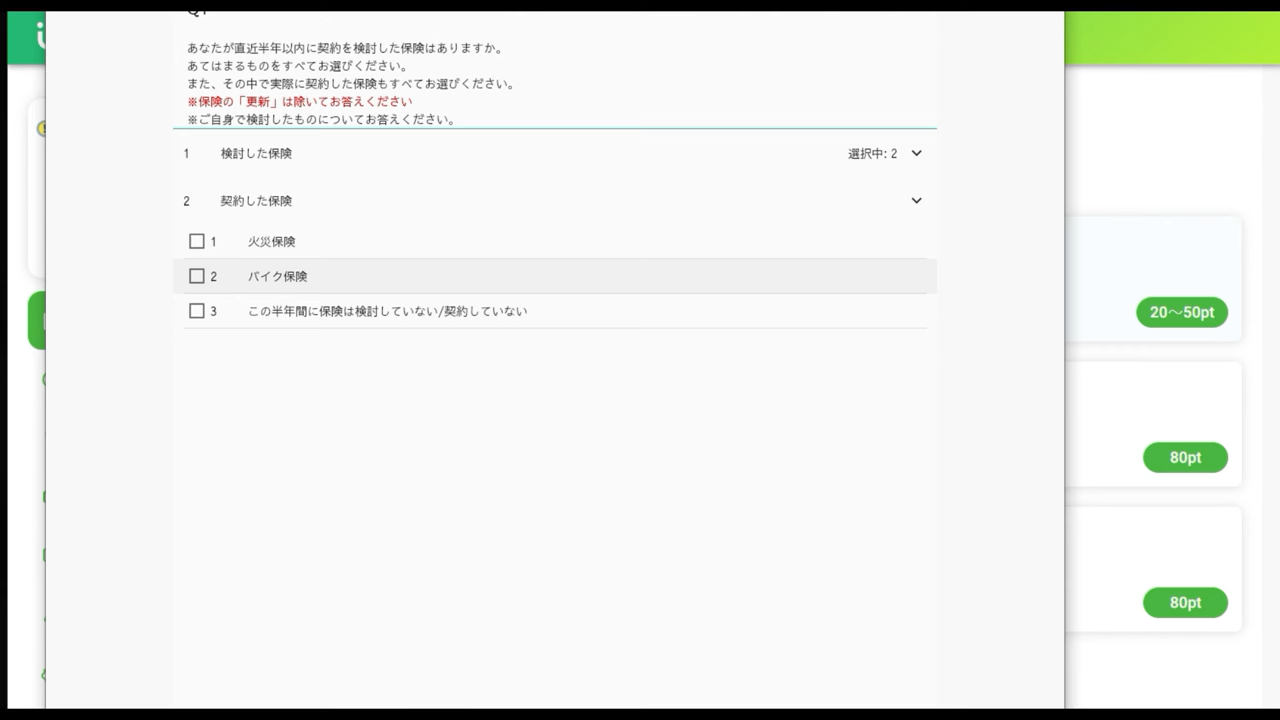 あなたが直近半年以内に契約を検討した保険はありますか。
あてはまるものをすべてお選びください。
また、その中で実際に契約した保険もすべてお選びください。
※保険の「更新」は除いてお答えください
※ご自身で検討したものについてお答えください。
1 検討した保険 選択中: 2
2 契約した保険
1 火災保険
2 バイク保険
3 この半年間に保険は検討していない/契約していない
20〜50pt
80pt
80pt